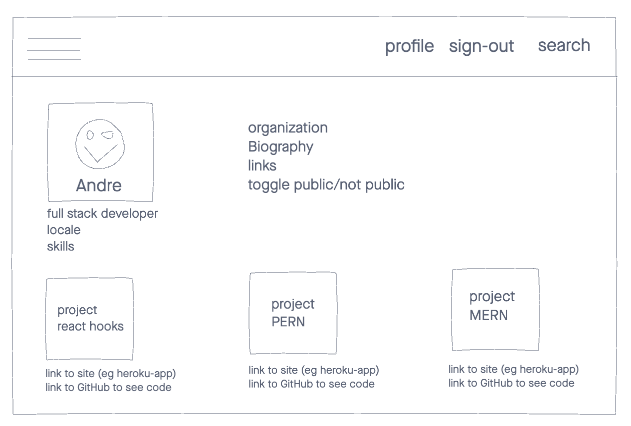 profile sign-out search
Andre
full stack developer
locale
skills
organization
Biography
links
toggle public/not public
project
react hooks
link to site (eg heroku-app)
link to GitHub to see code
project
PERN
link to site (eg heroku-app)
link to GitHub to see code
project
MERN
link to site (eg heroku-app)
link to GitHub to see code